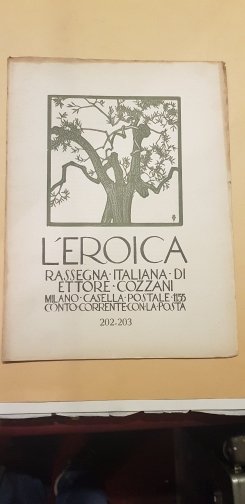 L'EROICA
RASSEGNA·ITALIANA·DI
ETTORE·COZZANI
MILANO·CASELLA·POSTALE·1155
CONTO·CORRENTE·CON·LA·POSTA
202-203